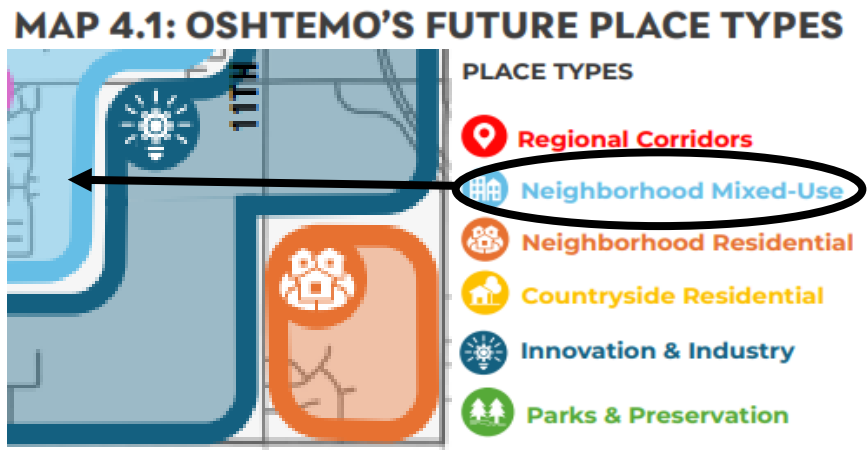 MAP 4.1: OSHTEMO'S FUTURE PLACE TYPES
11TH
PLACE TYPES
Regional Corridors
Neighborhood Mixed-Use
Neighborhood Residential
Countryside Residential
Innovation & Industry
Parks & Preservation